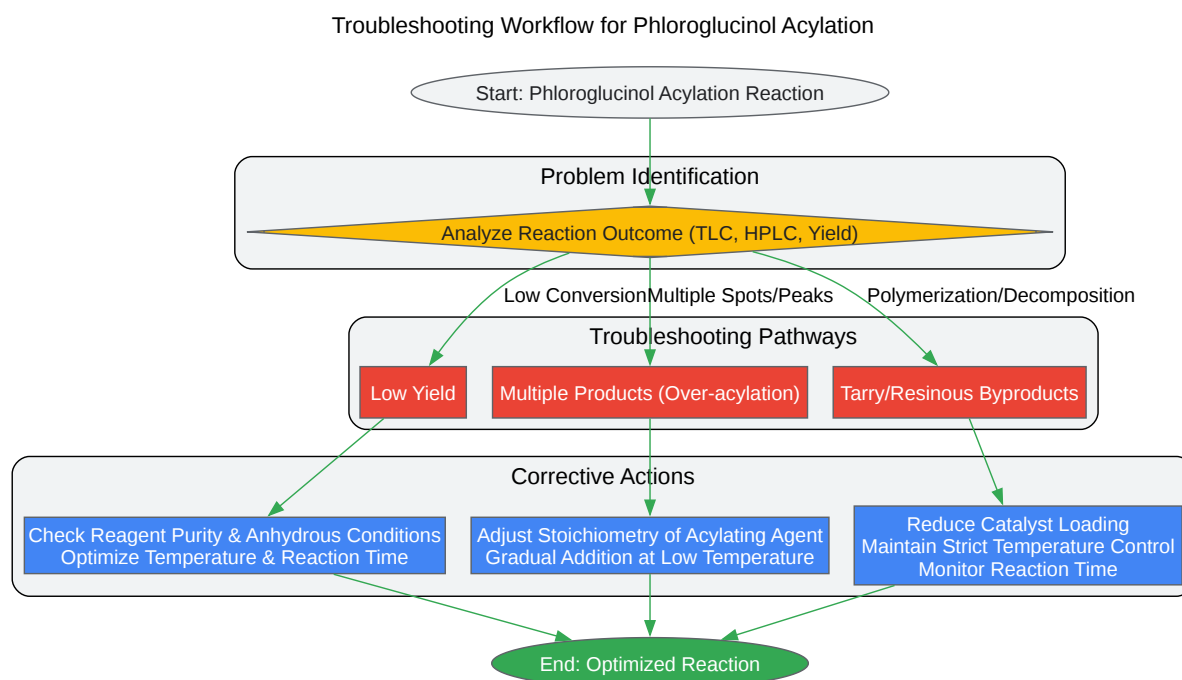 Troubleshooting Workflow for Phloroglucinol Acylation
Start: Phloroglucinol Acylation Reaction
Problem Identification
Analyze Reaction Outcome (TLC, HPLC, Yield)
Low Conversion
Multiple Spots/Peaks
Polymerization/Decomposition
Troubleshooting Pathways
Low Yield
Multiple Products (Over-acylation)
Tarry/Resinous Byproducts
Corrective Actions
Check Reagent Purity & Anhydrous Conditions
Optimize Temperature & Reaction Time
Adjust Stoichiometry of Acylating Agent
Gradual Addition at Low Temperature
Reduce Catalyst Loading
Maintain Strict Temperature Control
Monitor Reaction Time
End: Optimized Reaction